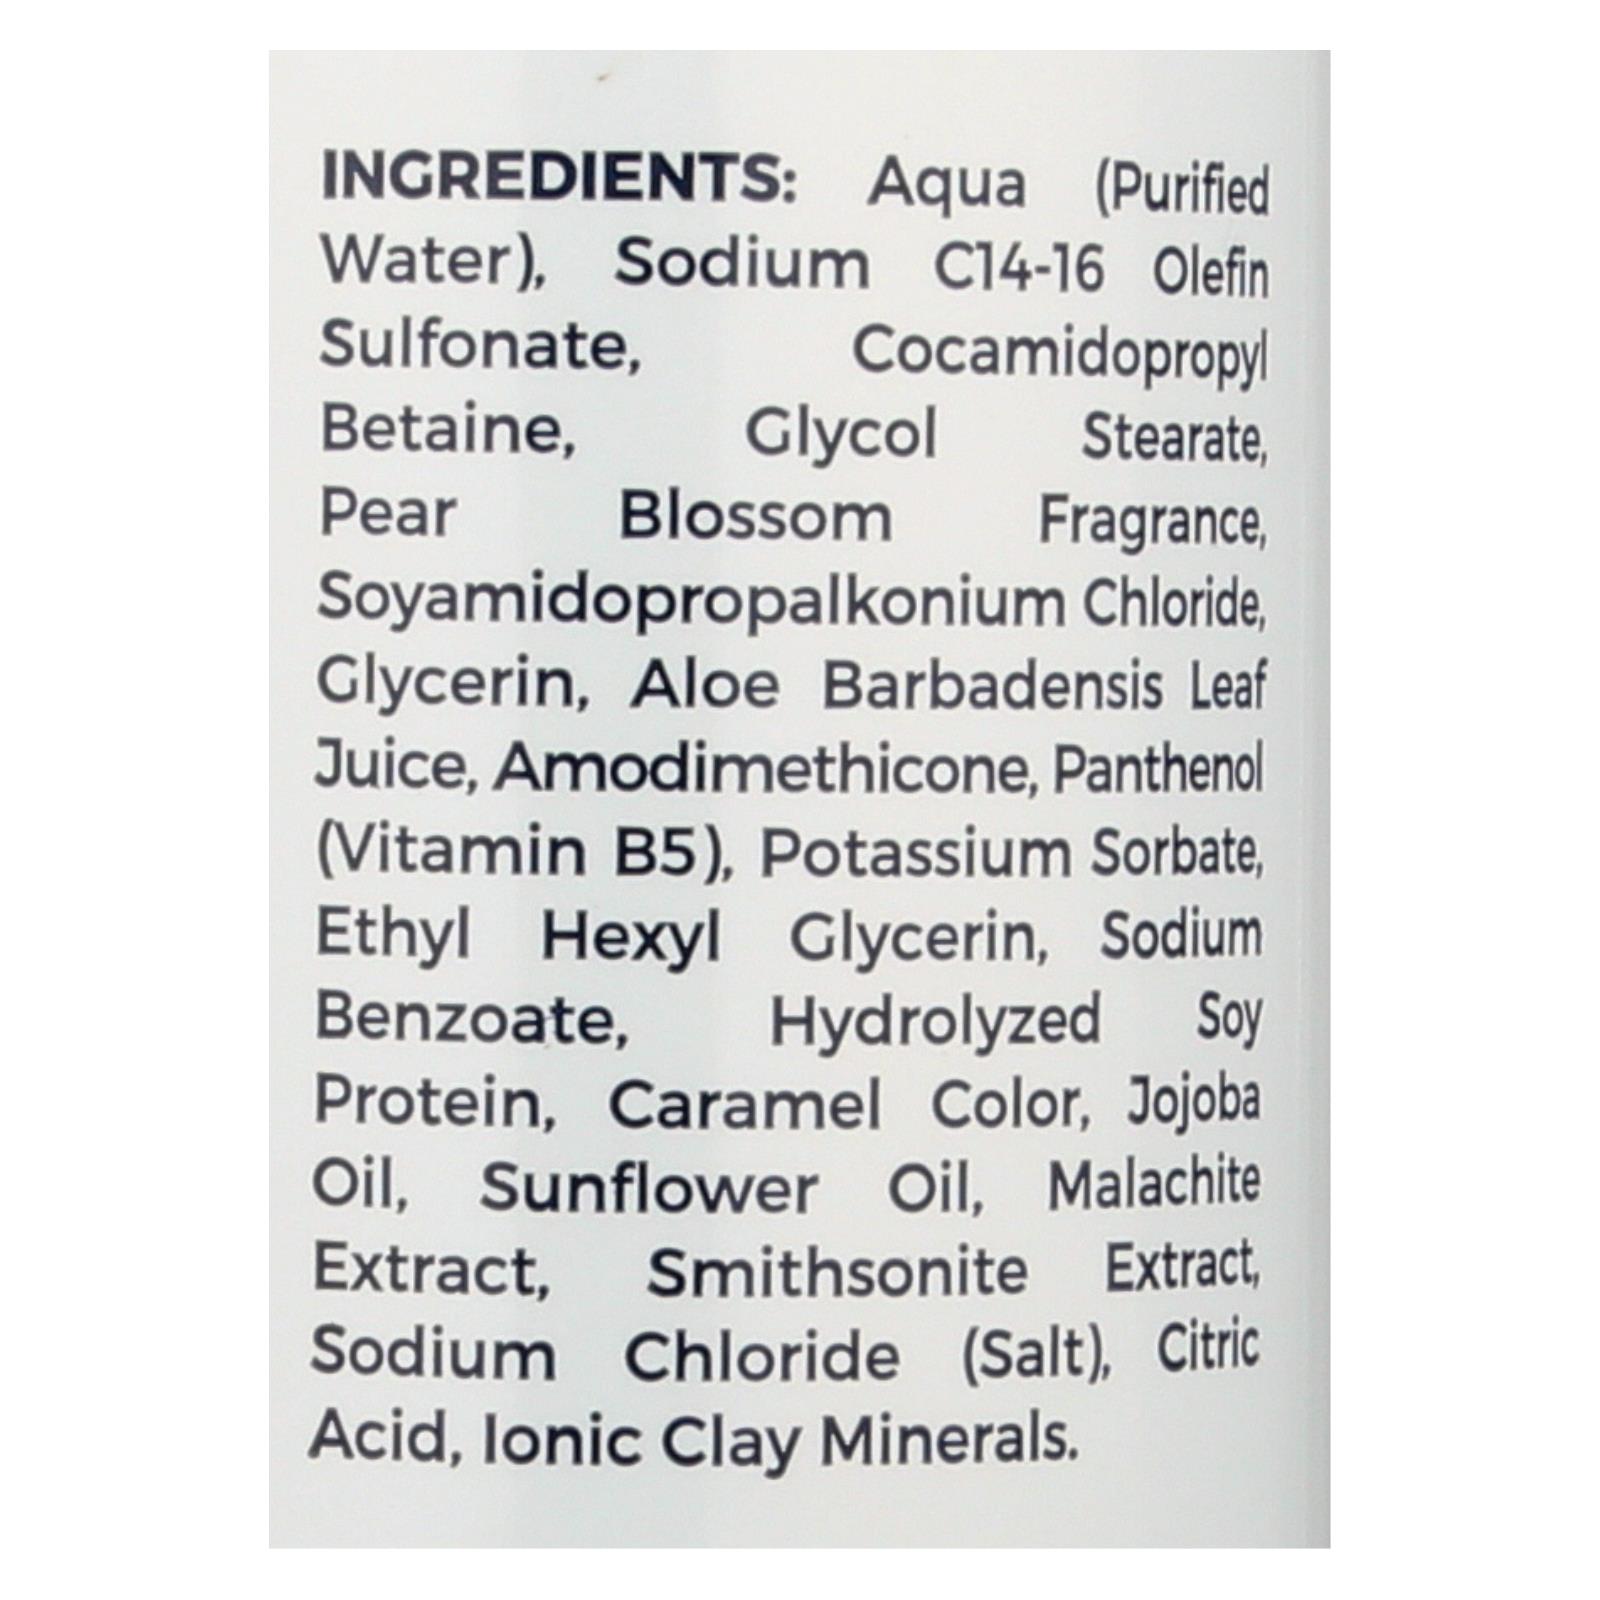 INGREDIENTS: Aqua (Purified
Water), Sodium C14-16 Olefin
Sulfonate, Cocamidopropyl
Betaine, Glycol Stearate,
Pear Blossom Fragrance,
Soyamidopropalkonium Chloride,
Glycerin, Aloe Barbadensis Leaf
Juice, Amodimethicone, Panthenol
(Vitamin B5), Potassium Sorbate,
Ethyl Hexyl Glycerin, Sodium
Benzoate, Hydrolyzed Soy
Protein, Caramel Color, Jojoba
Oil, Sunflower Oil, Malachite
Extract, Smithsonite Extract,
Sodium Chloride (Salt), Citric
Acid, Ionic Clay Minerals.